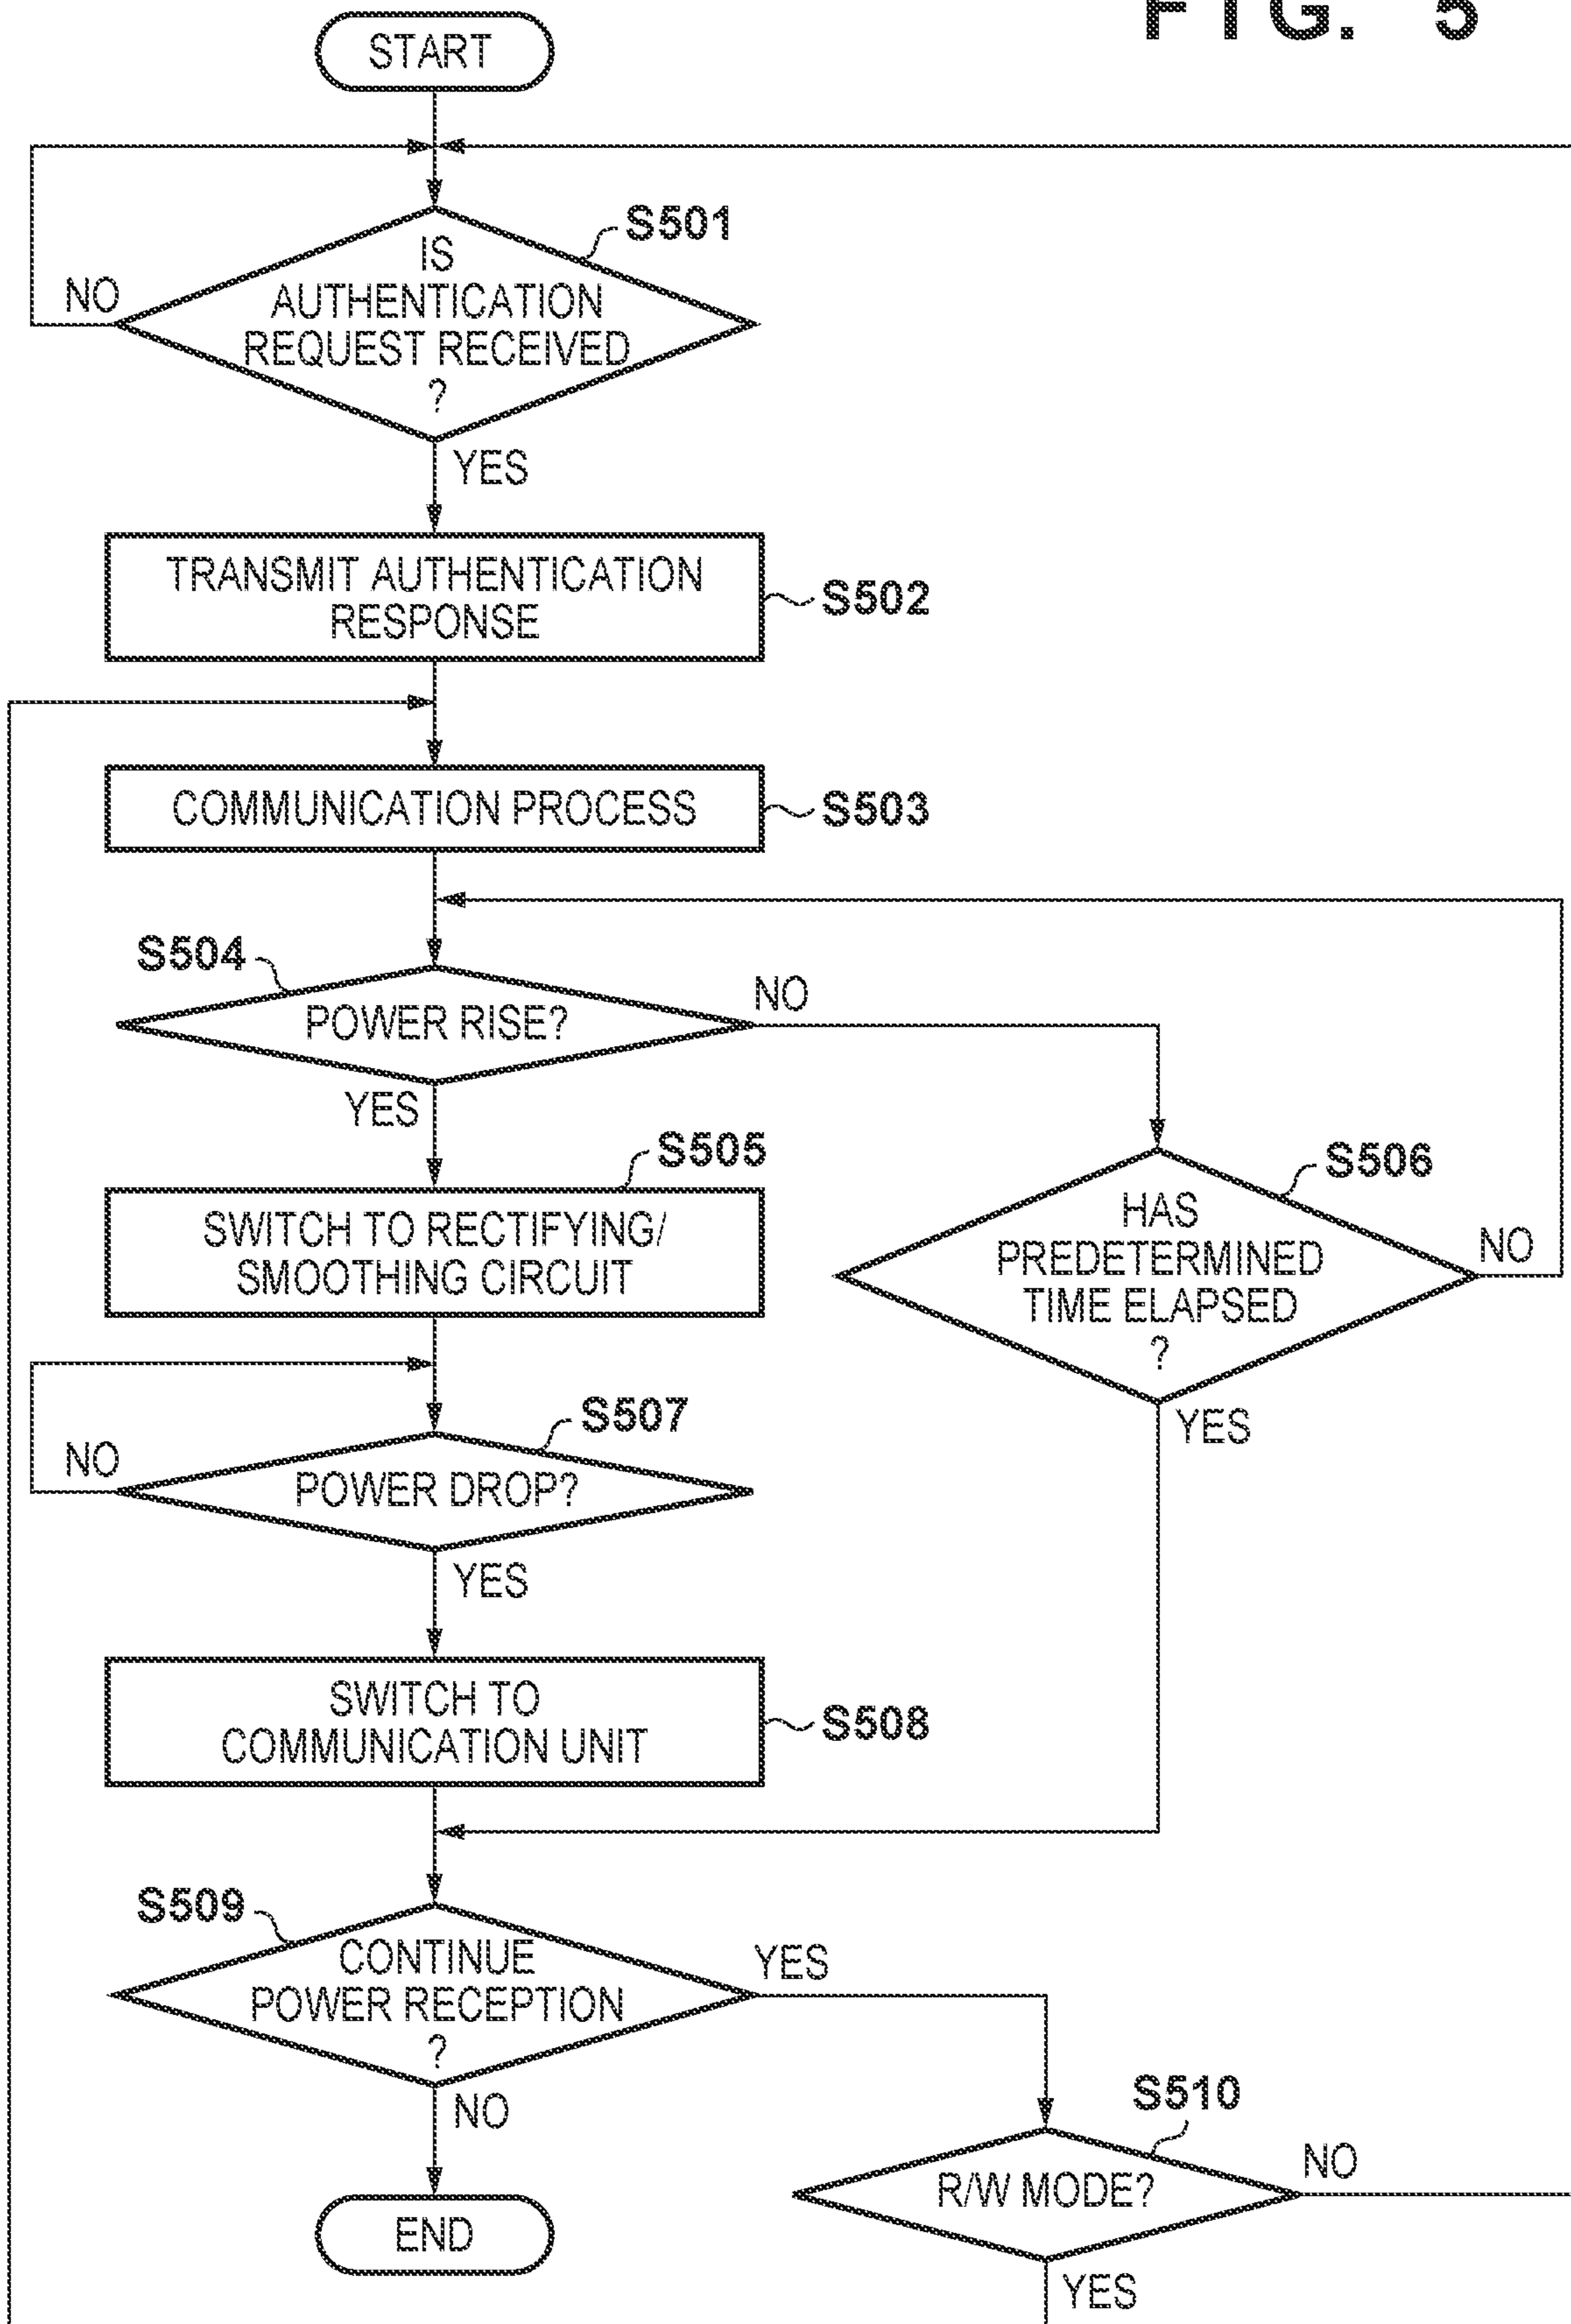 FIG. 5
START
S501
IS
AUTHENTICATION
REQUEST RECEIVED
?
NO
YES
TRANSMIT AUTHENTICATION
RESPONSE
S502
COMMUNICATION PROCESS
S503
S504
POWER RISE?
NO
YES
S505
SWITCH TO RECTIFYING/
SMOOTHING CIRCUIT
S506
HAS
PREDETERMINED
TIME ELAPSED
?
NO
YES
S507
POWER DROP?
NO
YES
SWITCH TO
COMMUNICATION UNIT
S508
S509
CONTINUE
POWER RECEPTION
?
YES
NO
S510
R/W MODE?
NO
YES
END